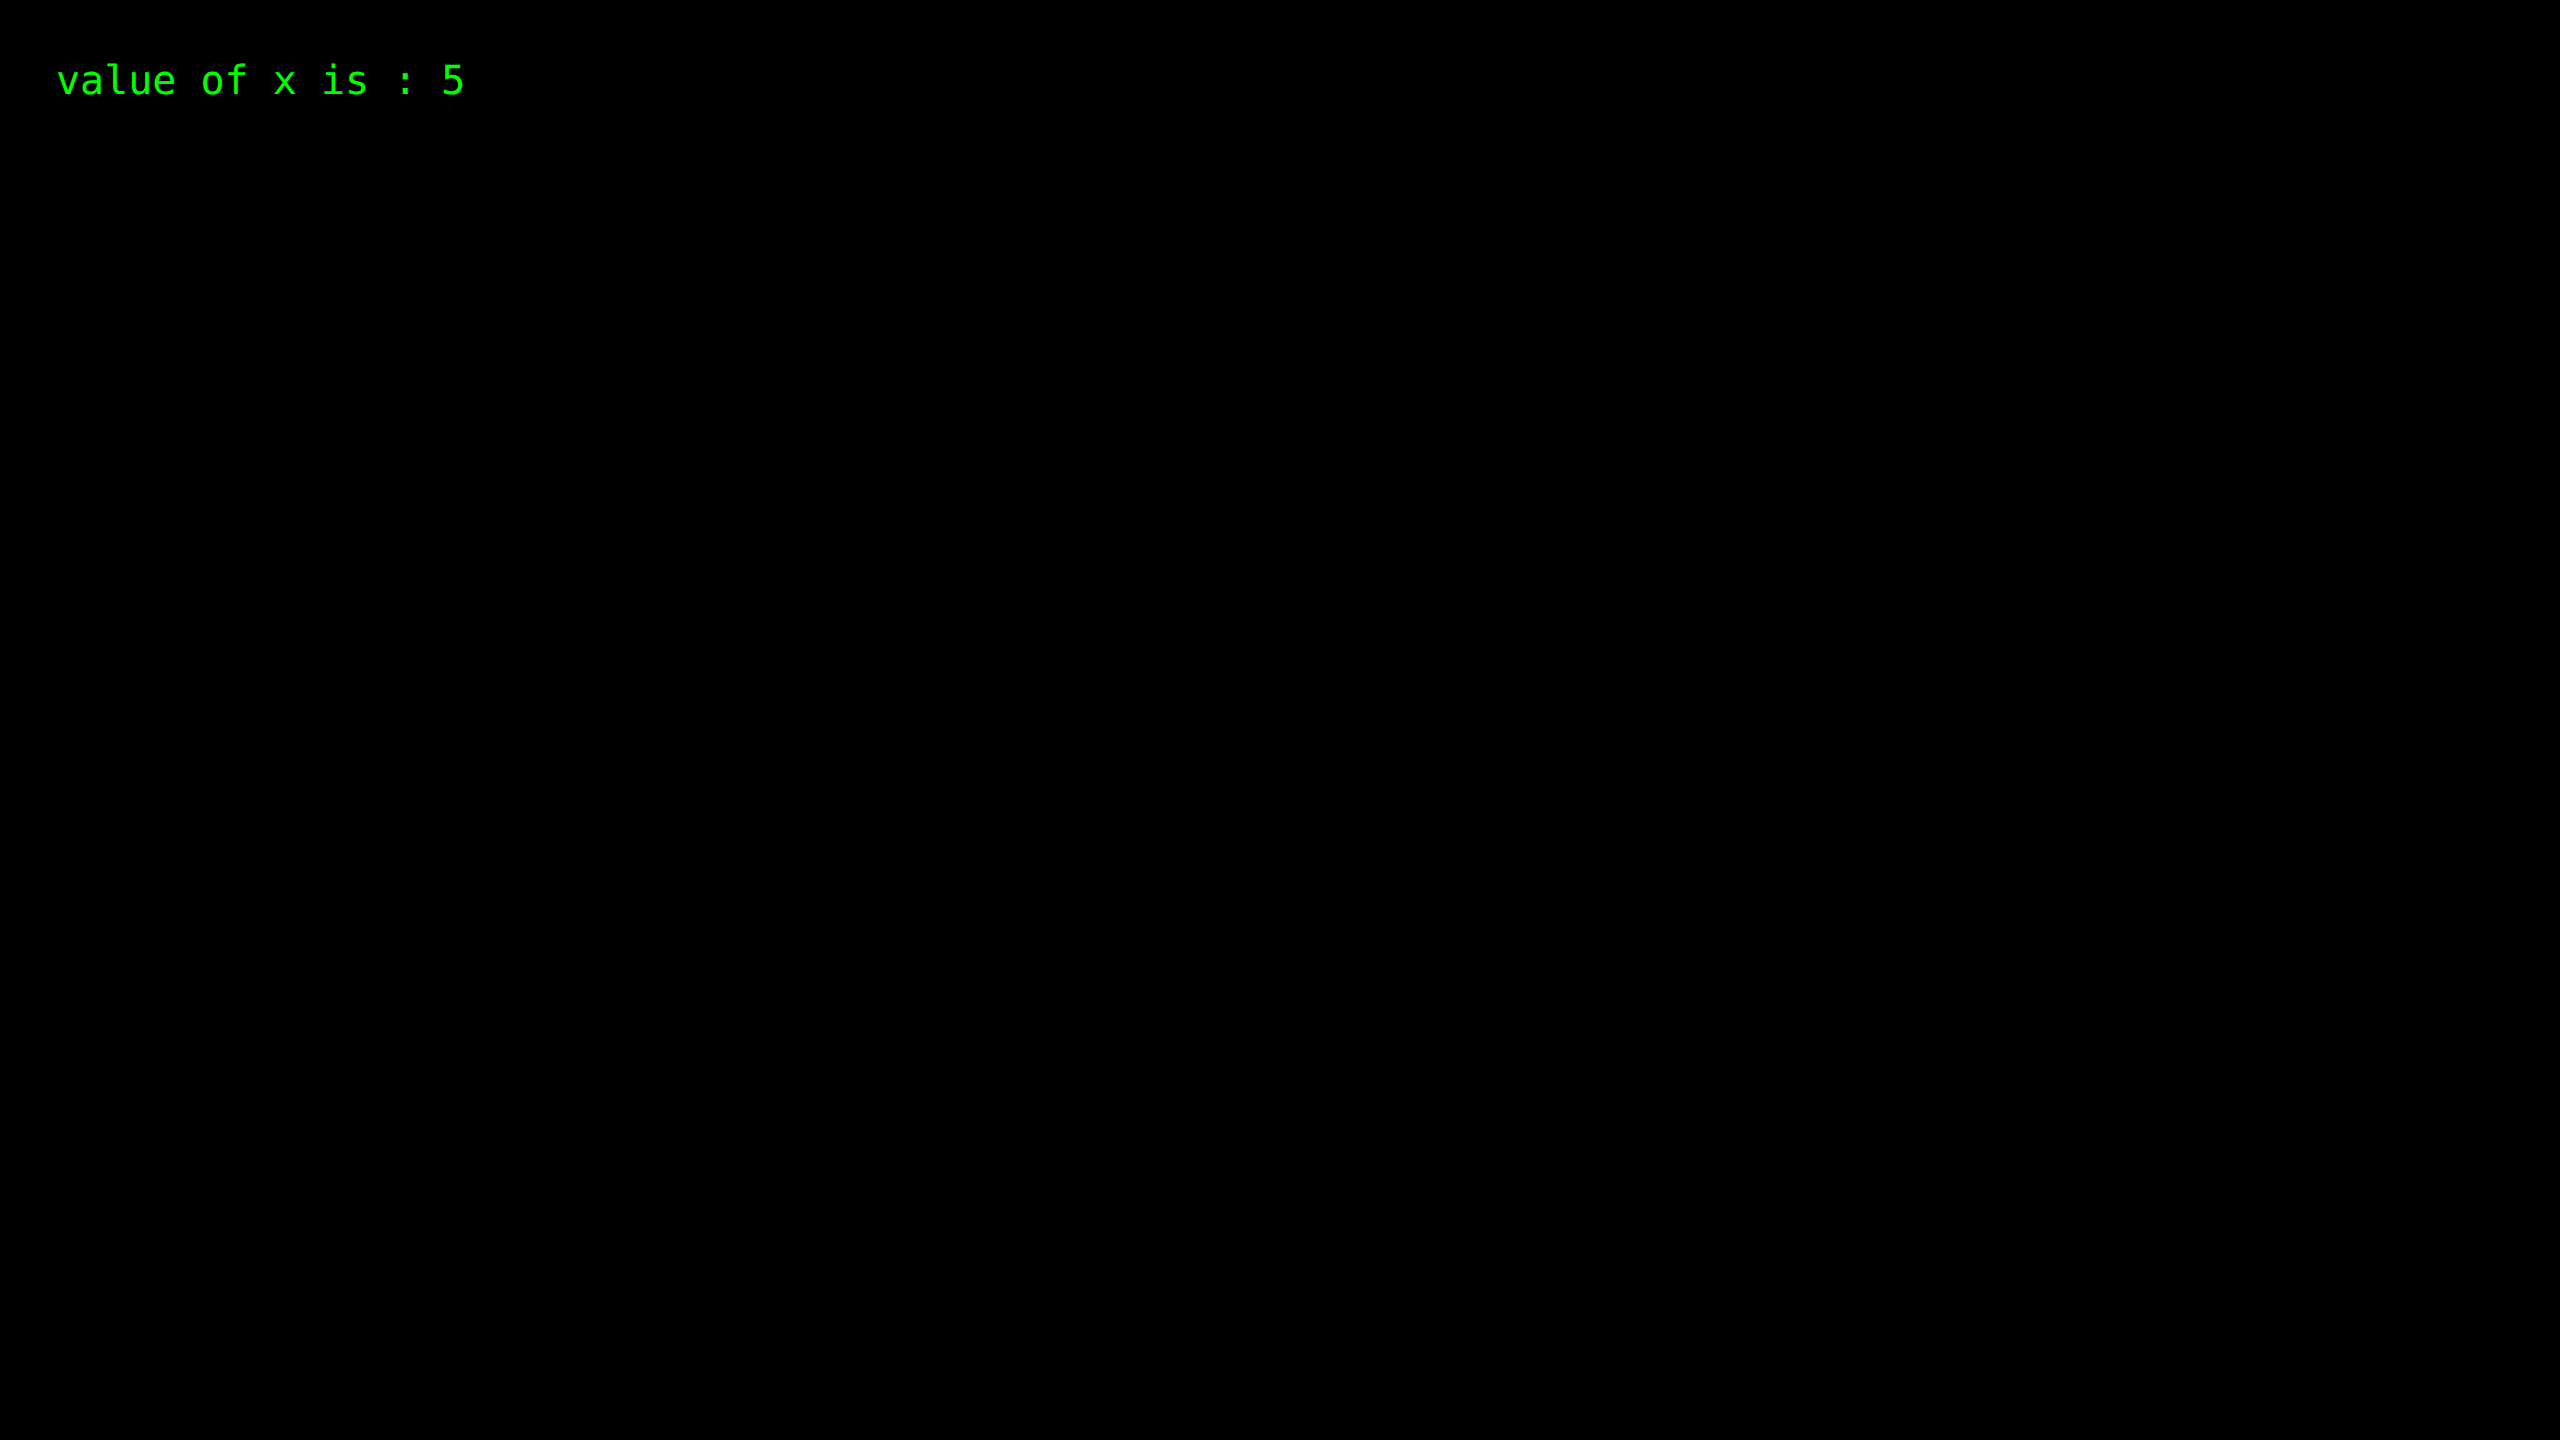 value of x is : 5